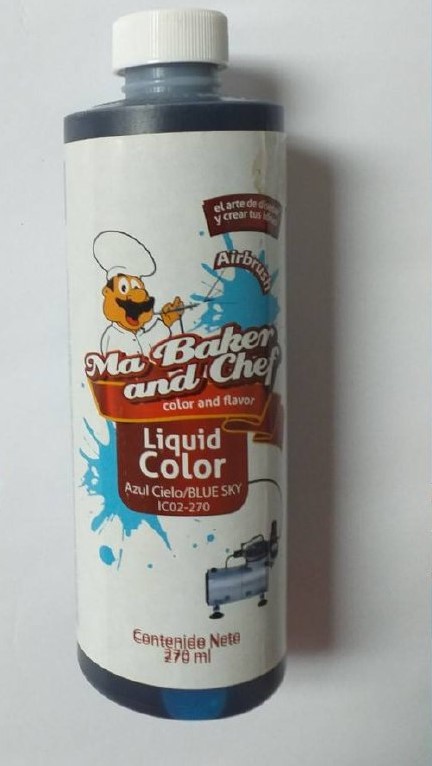 el arte de
y crear tus
Airbrush
Ma Baker
and Chef
color and flavor
Liquid
Color
Azul Cielo/BLUE SKY
IC02-270
Contenido Neto
270 ml